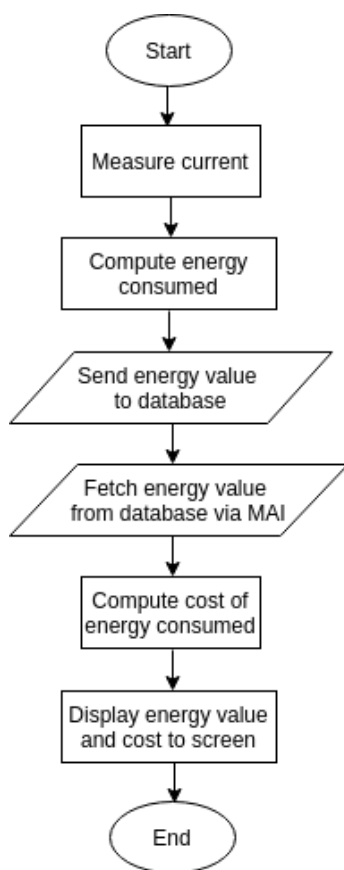 Start
Measure current
Compute energy
consumed
Send energy value
to database
Fetch energy value
from database via MAI
Compute cost of
energy consumed
Display energy value
and cost to screen
End